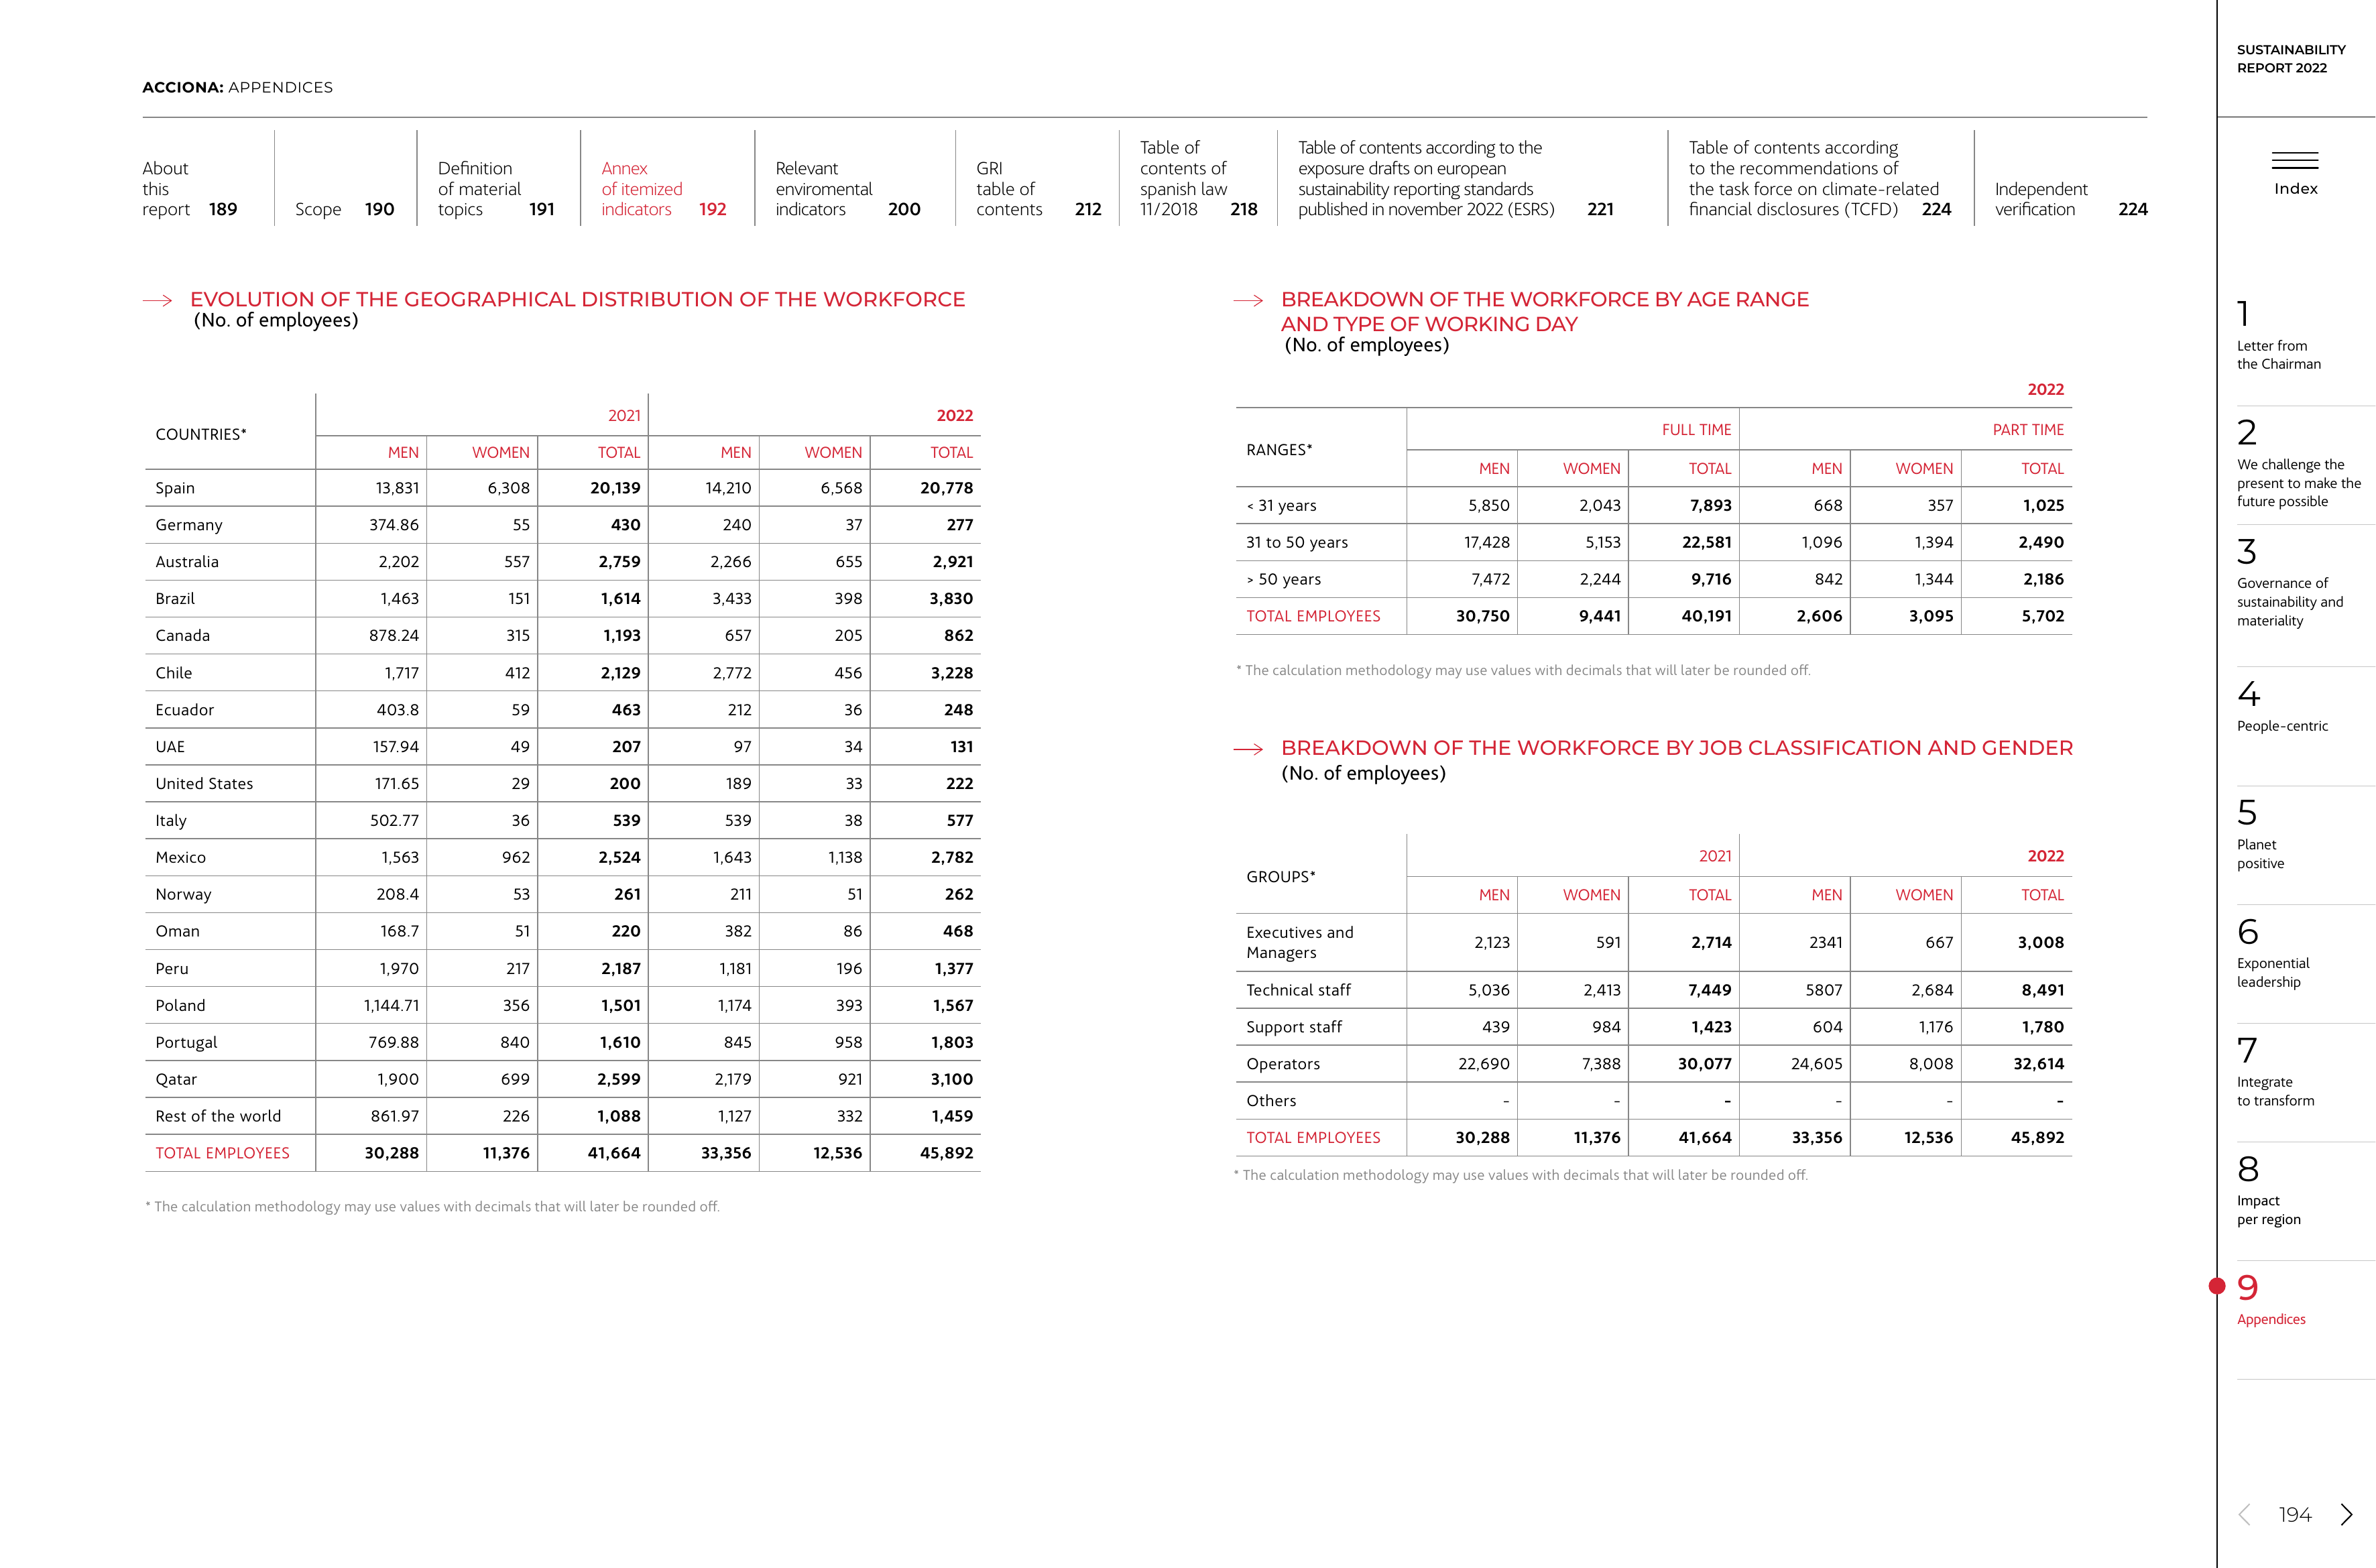 ACCIONA: APPENDICES
SUSTAINABILITY
REPORT 2022
About
this
report 189
Scope 190
Definition
of material
topics 191
Annex
of itemized
indicators 192
Relevant
enviromental
indicators 200
GRI
table of
contents 212
Table of
contents of
spanish law
11/2018 218
Table of contents according to the
exposure drafts on european
sustainability reporting standards
published in november 2022 (ESRS) 221
Table of contents according
to the recommendations of
the task force on climate-related
financial disclosures (TCFD) 224
Independent
verification 224
Index
EVOLUTION OF THE GEOGRAPHICAL DISTRIBUTION OF THE WORKFORCE
(No. of employees)
COUNTRIES* 2021 2022
MEN WOMEN TOTAL MEN WOMEN TOTAL
Spain 13,831 6,308 20,139 14,210 6,568 20,778
Germany 374.86 55 430 240 37 277
Australia 2,202 557 2,759 2,266 655 2,921
Brazil 1,463 151 1,614 3,433 398 3,830
Canada 878.24 315 1,193 657 205 862
Chile 1,717 412 2,129 2,772 456 3,228
Ecuador 403.8 59 463 212 36 248
UAE 157.94 49 207 97 34 131
United States 171.65 29 200 189 33 222
Italy 502.77 36 539 539 38 577
Mexico 1,563 962 2,524 1,643 1,138 2,782
Norway 208.4 53 261 211 51 262
Oman 168.7 51 220 382 86 468
Peru 1,970 217 2,187 1,181 196 1,377
Poland 1,144.71 356 1,501 1,174 393 1,567
Portugal 769.88 840 1,610 845 958 1,803
Qatar 1,900 699 2,599 2,179 921 3,100
Rest of the world 861.97 226 1,088 1,127 332 1,459
TOTAL EMPLOYEES 30,288 11,376 41,664 33,356 12,536 45,892
* The calculation methodology may use values with decimals that will later be rounded off.
BREAKDOWN OF THE WORKFORCE BY AGE RANGE
AND TYPE OF WORKING DAY
(No. of employees)
2022
RANGES* FULL TIME PART TIME
MEN WOMEN TOTAL MEN WOMEN TOTAL
< 31 years 5,850 2,043 7,893 668 357 1,025
31 to 50 years 17,428 5,153 22,581 1,096 1,394 2,490
> 50 years 7,472 2,244 9,716 842 1,344 2,186
TOTAL EMPLOYEES 30,750 9,441 40,191 2,606 3,095 5,702
* The calculation methodology may use values with decimals that will later be rounded off.
BREAKDOWN OF THE WORKFORCE BY JOB CLASSIFICATION AND GENDER
(No. of employees)
GROUPS* 2021 2022
MEN WOMEN TOTAL MEN WOMEN TOTAL
Executives and
Managers 2,123 591 2,714 2341 667 3,008
Technical staff 5,036 2,413 7,449 5807 2,684 8,491
Support staff 439 984 1,423 604 1,176 1,780
Operators 22,690 7,388 30,077 24,605 8,008 32,614
Others - - - - - -
TOTAL EMPLOYEES 30,288 11,376 41,664 33,356 12,536 45,892
* The calculation methodology may use values with decimals that will later be rounded off.
1
Letter from
the Chairman
2
We challenge the
present to make the
future possible
3
Governance of
sustainability and
materiality
4
People-centric
5
Planet
positive
6
Exponential
leadership
7
Integrate
to transform
8
Impact
per region
9
Appendices
194